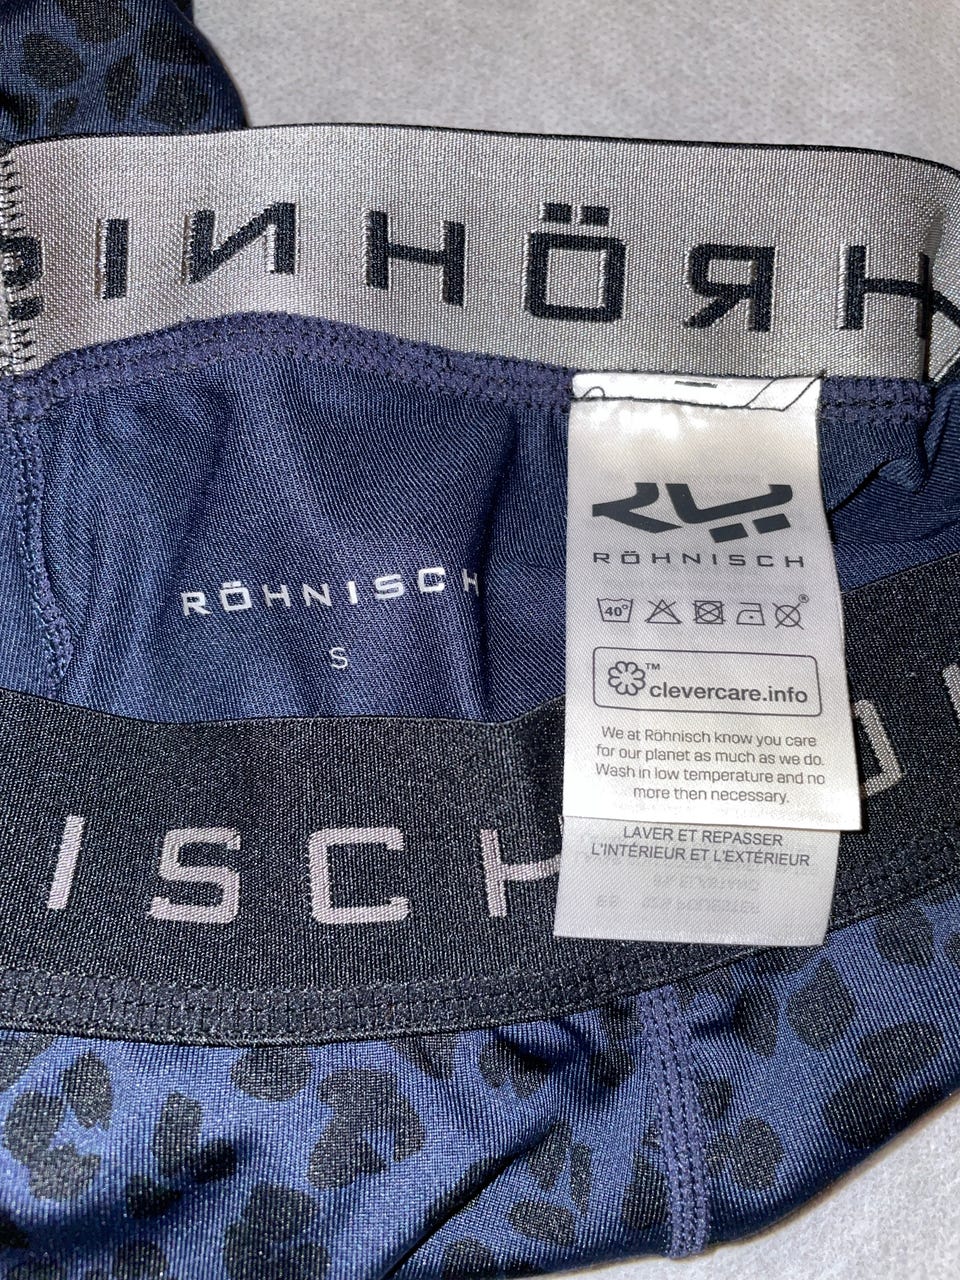 RÖHNISCH
S
RÖHNISCH
40°
clevercare.info
We at Röhnisch know you care
for our planet as much as we do.
Wash in low temperature and no
more then necessary.
LAVER ET REPASSER
L'INTÉRIEUR ET L'EXTÉRIEUR
ISCH